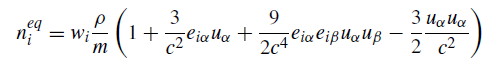 n_i^{eq} = w_i \frac{\rho}{m} \left( 1 + \frac{3}{c^2} e_{i\alpha} u_\alpha + \frac{9}{2c^4} e_{i\alpha} e_{i\beta} u_\alpha u_\beta - \frac{3}{2} \frac{u_\alpha u_\alpha}{c^2} \right)